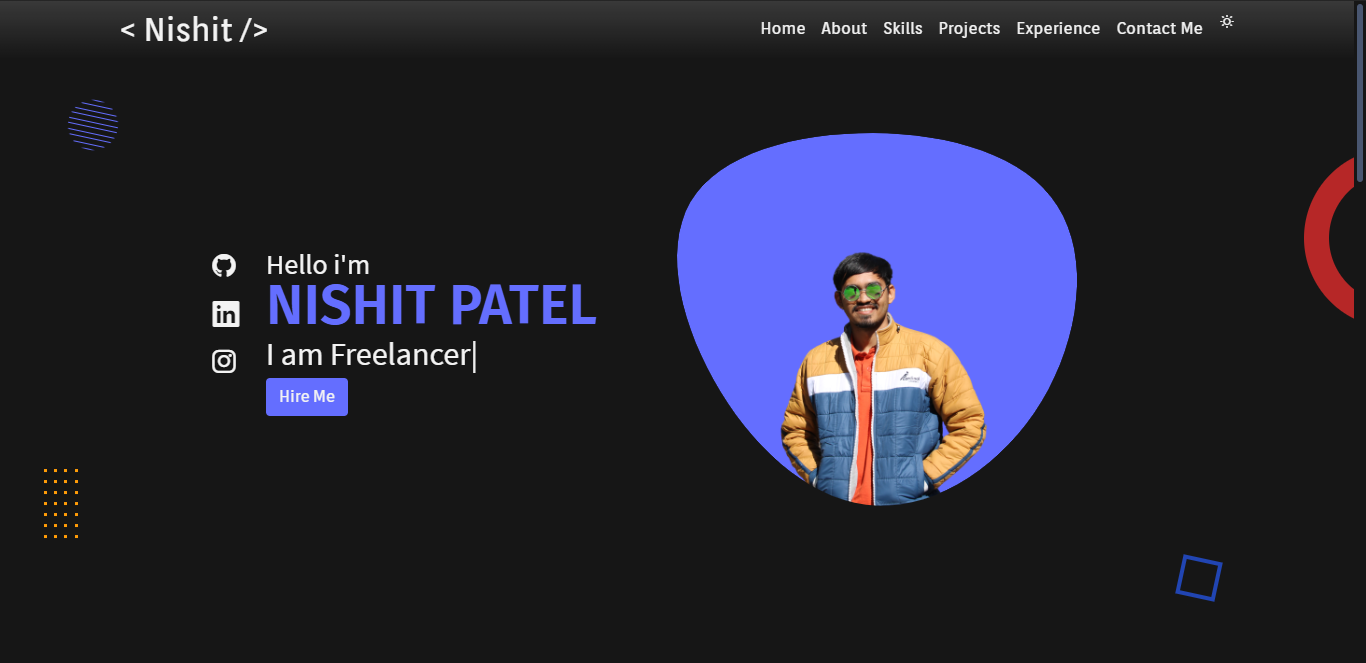 < Nishit />
Home About Skills Projects Experience Contact Me
Hello i'm
NISHIT PATEL
I am Freelancer|
Hire Me